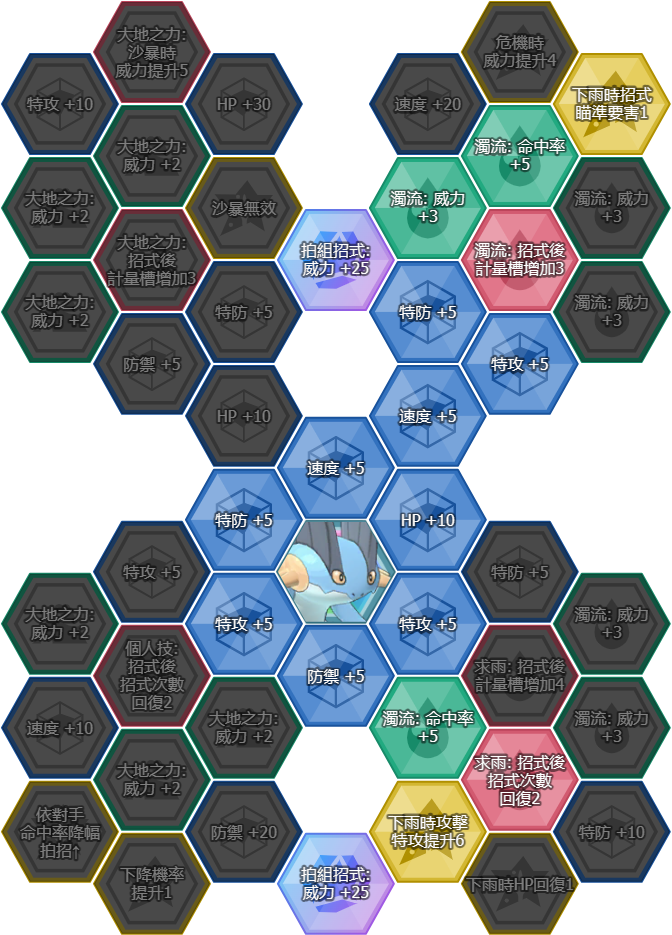 大地之力:
沙暴時
威力提升5
危機時
威力提升4
特攻 +10
HP +30
速度 +20
下雨時招式
瞄準要害1
大地之力:
威力 +2
濁流: 命中率
+5
大地之力:
威力 +2
沙暴無效
濁流: 威力
+3
濁流: 威力
+3
大地之力:
招式後
計量槽增加3
拍組招式:
威力 +25
濁流: 招式後
計量槽增加3
大地之力:
威力 +2
特防 +5
特防 +5
濁流: 威力
+3
防禦 +5
特攻 +5
HP +10
速度 +5
速度 +5
特防 +5
HP +10
特攻 +5
特防 +5
大地之力:
威力 +2
特攻 +5
特攻 +5
濁流: 威力
+3
個人技:
招式後
招式次數
回復2
防禦 +5
求雨: 招式後
計量槽增加4
速度 +10
大地之力:
威力 +2
濁流: 命中率
+5
濁流: 威力
+3
大地之力:
威力 +2
求雨: 招式後
招式次數
回復2
依對手
命中率降幅
拍招↑
防禦 +20
下雨時攻擊
特攻提升6
特防 +10
下降機率
提升1
拍組招式:
威力 +25
下雨時HP回復1